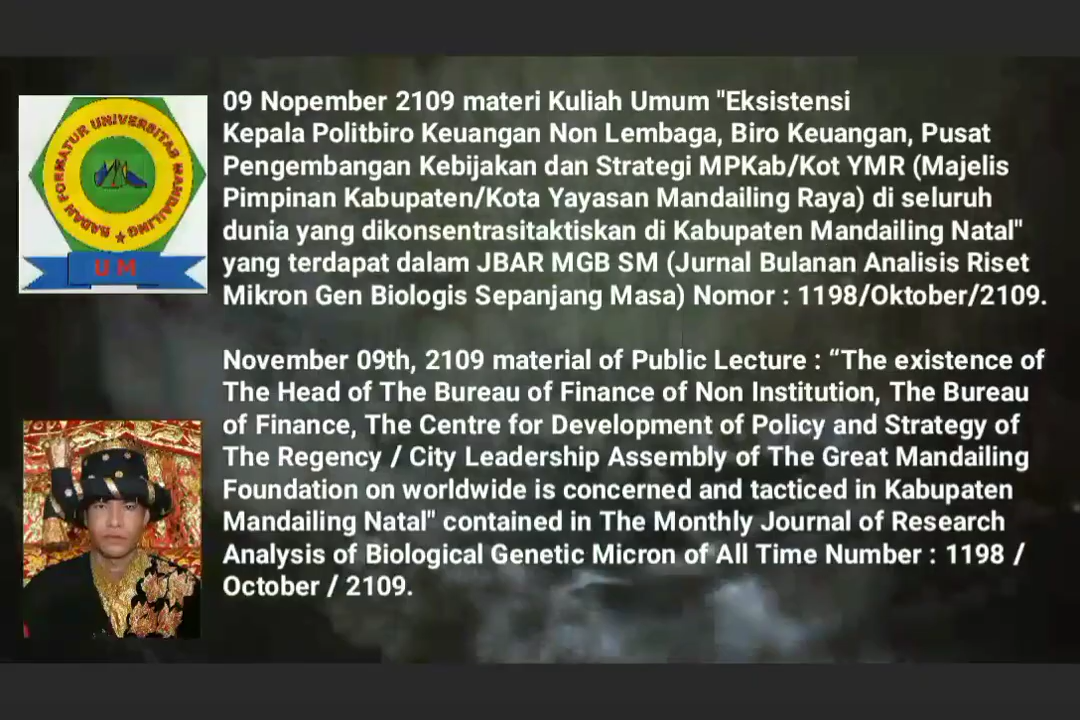 BADAN FORMATUR UNIVERSITAS MANDAILING
UM
09 Nopember 2109 materi Kuliah Umum "Eksistensi
Kepala Politbiro Keuangan Non Lembaga, Biro Keuangan, Pusat
Pengembangan Kebijakan dan Strategi MPKab/Kot YMR (Majelis
Pimpinan Kabupaten/Kota Yayasan Mandailing Raya) di seluruh
dunia yang dikonsentrasitaktiskan di Kabupaten Mandailing Natal"
yang terdapat dalam JBAR MGB SM (Jurnal Bulanan Analisis Riset
Mikron Gen Biologis Sepanjang Masa) Nomor : 1198/Oktober/2109.
November 09th, 2109 material of Public Lecture : “The existence of
The Head of The Bureau of Finance of Non Institution, The Bureau
of Finance, The Centre for Development of Policy and Strategy of
The Regency / City Leadership Assembly of The Great Mandailing
Foundation on worldwide is concerned and tacticed in Kabupaten
Mandailing Natal" contained in The Monthly Journal of Research
Analysis of Biological Genetic Micron of All Time Number : 1198 /
October / 2109.